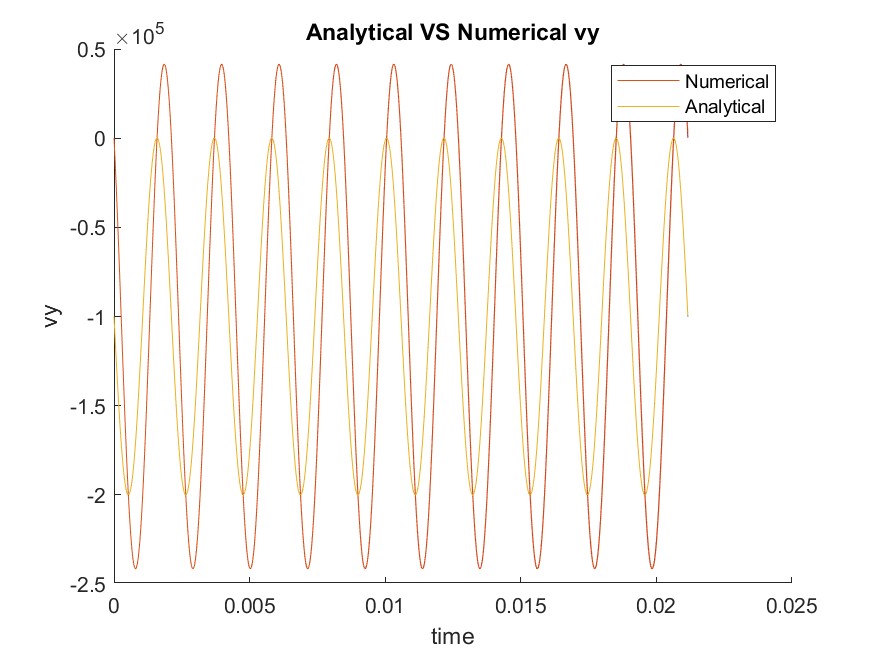 Analytical VS Numerical vy
×10^5
0.5
0
-0.5
-1
-1.5
-2
-2.5
vy
Numerical
Analytical
0 0.005 0.01 0.015 0.02 0.025
time